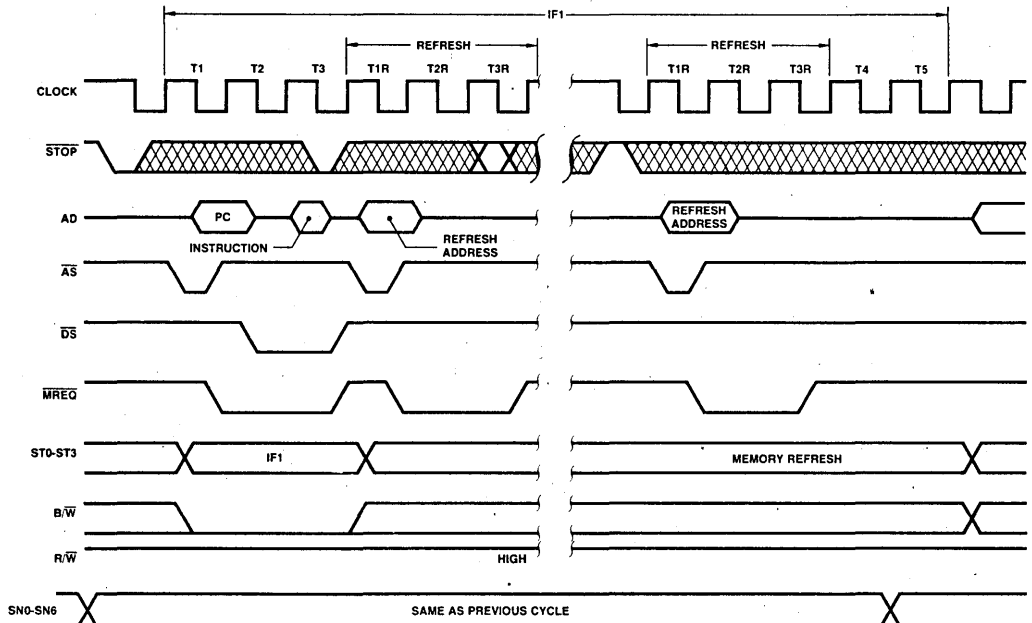 IF1
REFRESH REFRESH
T1 T2 T3 T1R T2R T3R T1R T2R T3R T4 T5
CLOCK
STOP
AD PC REFRESH ADDRESS
INSTRUCTION REFRESH ADDRESS
AS
DS
MREQ
ST0-ST3 IF1 MEMORY REFRESH
B/W
R/W HIGH
SN0-SN6 SAME AS PREVIOUS CYCLE